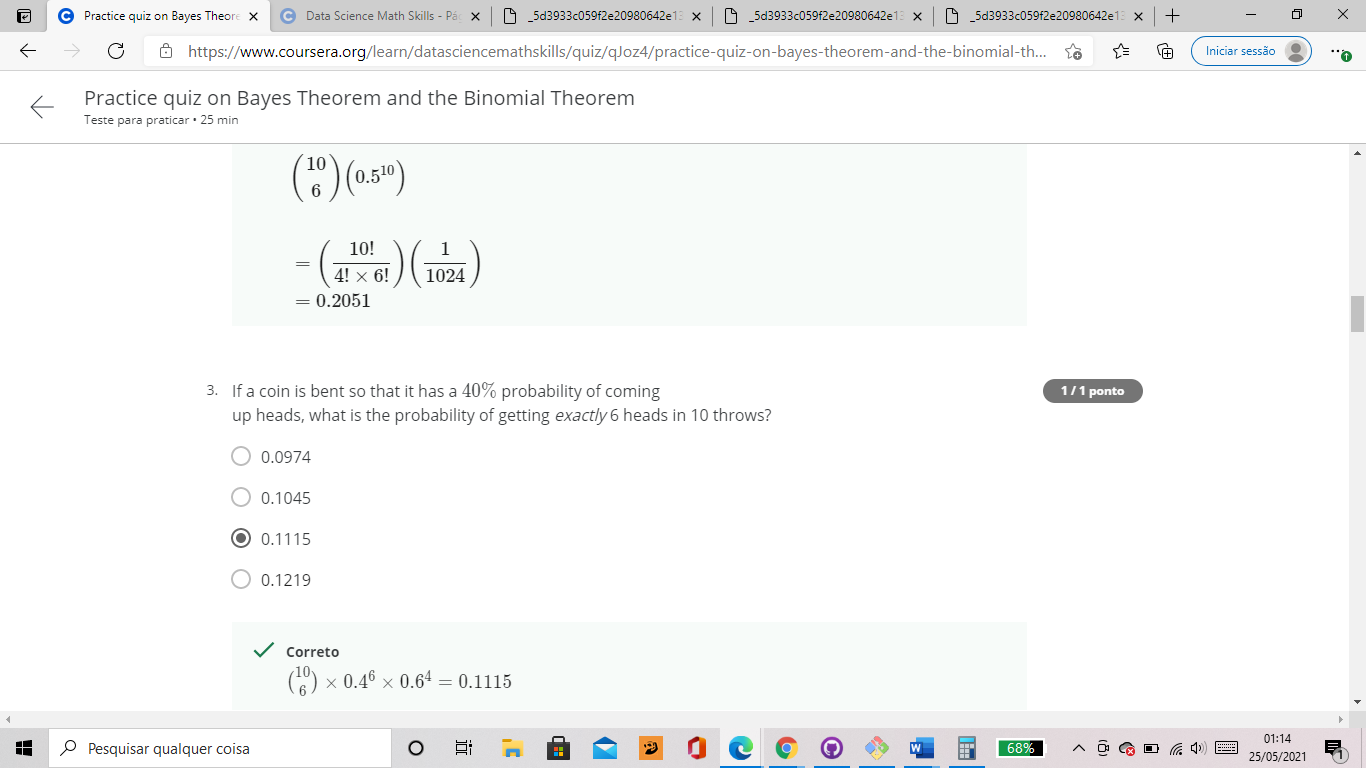 Practice quiz on Bayes Theore
Data Science Math Skills - Pá
_5d3933c059f2e20980642e13
_5d3933c059f2e20980642e13
_5d3933c059f2e20980642e13
https://www.coursera.org/learn/datasciencemathskills/quiz/qJoz4/practice-quiz-on-bayes-theorem-and-the-binomial-th...
Iniciar sessão
Practice quiz on Bayes Theorem and the Binomial Theorem
Teste para praticar • 25 min
(10 6)(0.5^10)
= (10! / 4! × 6!)(1 / 1024)
= 0.2051
3. If a coin is bent so that it has a 40% probability of coming
1 / 1 ponto
up heads, what is the probability of getting exactly 6 heads in 10 throws?
0.0974
0.1045
0.1115
0.1219
Correto
(10 6) × 0.4^6 × 0.6^4 = 0.1115
Pesquisar qualquer coisa
68%
01:14
25/05/2021
1